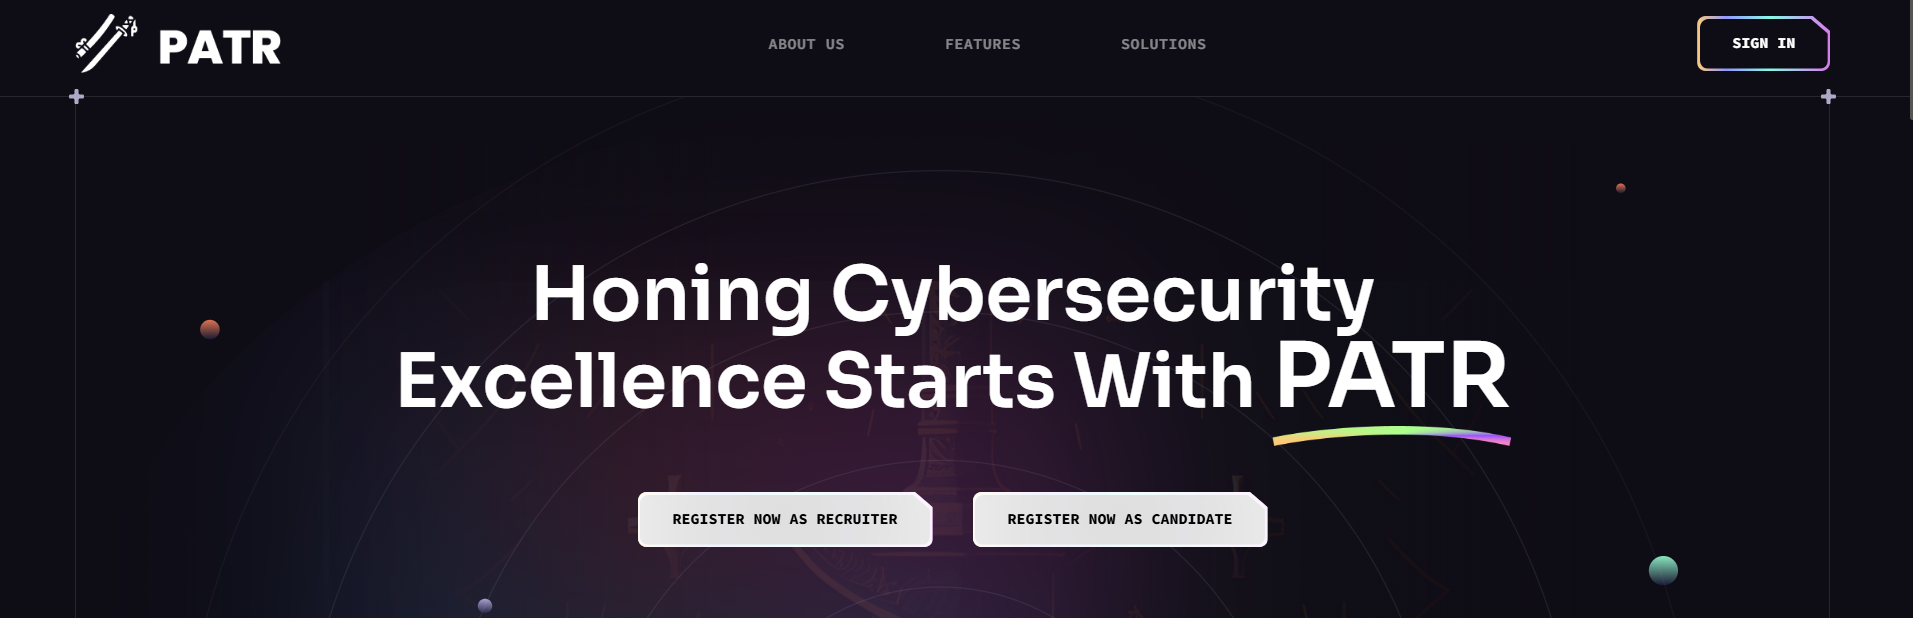 PATR
ABOUT US
FEATURES
SOLUTIONS
SIGN IN
Honing Cybersecurity
Excellence Starts With PATR
REGISTER NOW AS RECRUITER
REGISTER NOW AS CANDIDATE